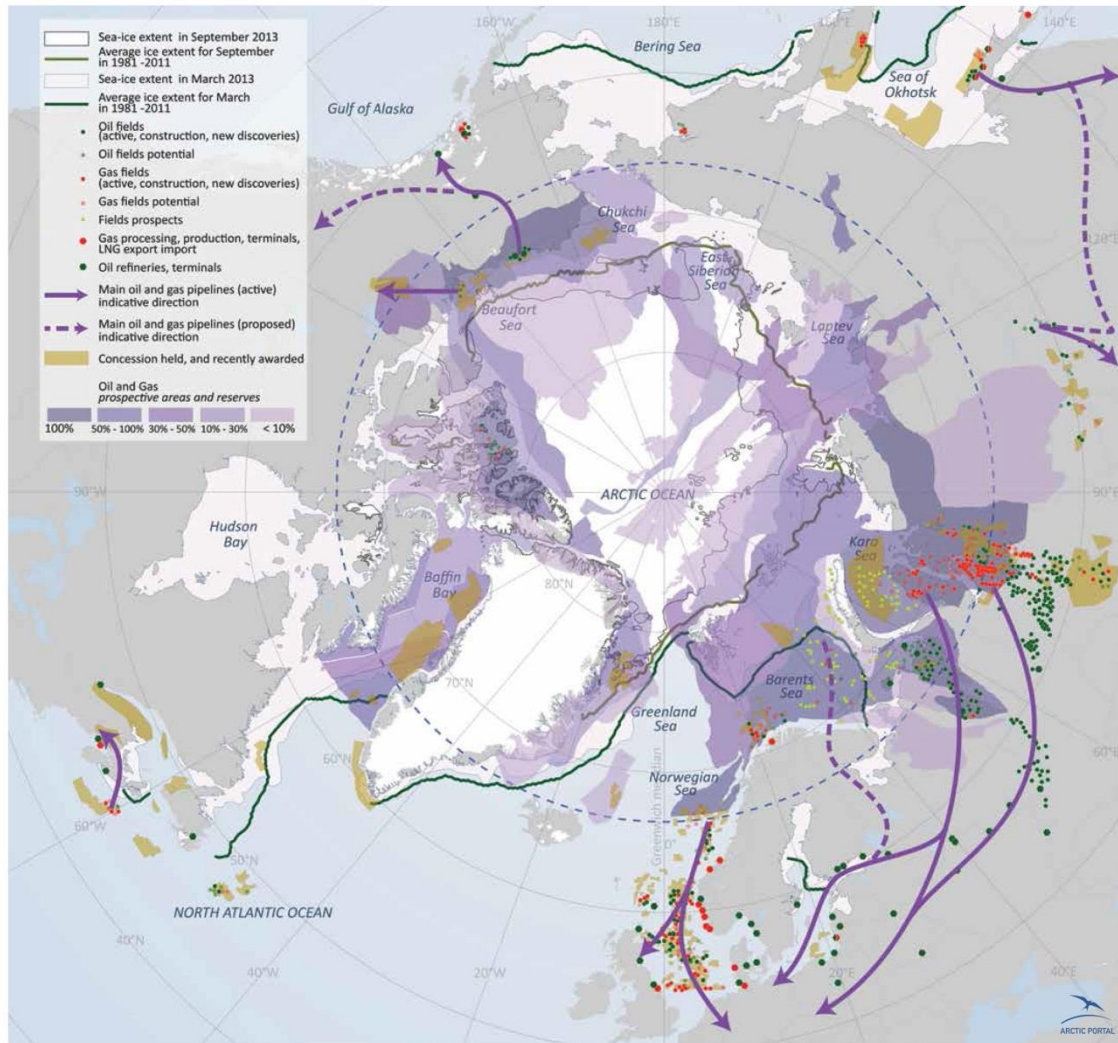 Sea-ice extent in September 2013
Average ice extent for September
in 1981 -2011
Sea-ice extent in March 2013
Average ice extent for March
in 1981 -2011
Oil fields
(active, construction, new discoveries)
Oil fields potential
Gas fields
(active, construction, new discoveries)
Gas fields potential
Fields prospects
Gas processing, production, terminals,
LNG export import
Oil refineries, terminals
Main oil and gas pipelines (active)
indicative direction
Main oil and gas pipelines (proposed)
indicative direction
Concession held, and recently awarded
Oil and Gas
prospective areas and reserves
100% 50% - 100% 30% - 50% 10% - 30% < 10%
160°W
180°E
160°E
140°E
Bering Sea
Sea of
Okhotsk
Gulf of Alaska
Chukchi
Sea
East
Siberian
Sea
120°E
Beaufort
Sea
Laptev
Sea
90°W
ARCTIC OCEAN
Hudson
Bay
Kara
Sea
Baffin
Bay
80°N
70°N
Barents
Sea
Greenland
Sea
60°N
60°E
Norwegian
Sea
60°W
Greenwich median
0°
50°N
NORTH ATLANTIC OCEAN
40°N
40°W
20°W
20°E
40°E
ARCTIC PORTAL